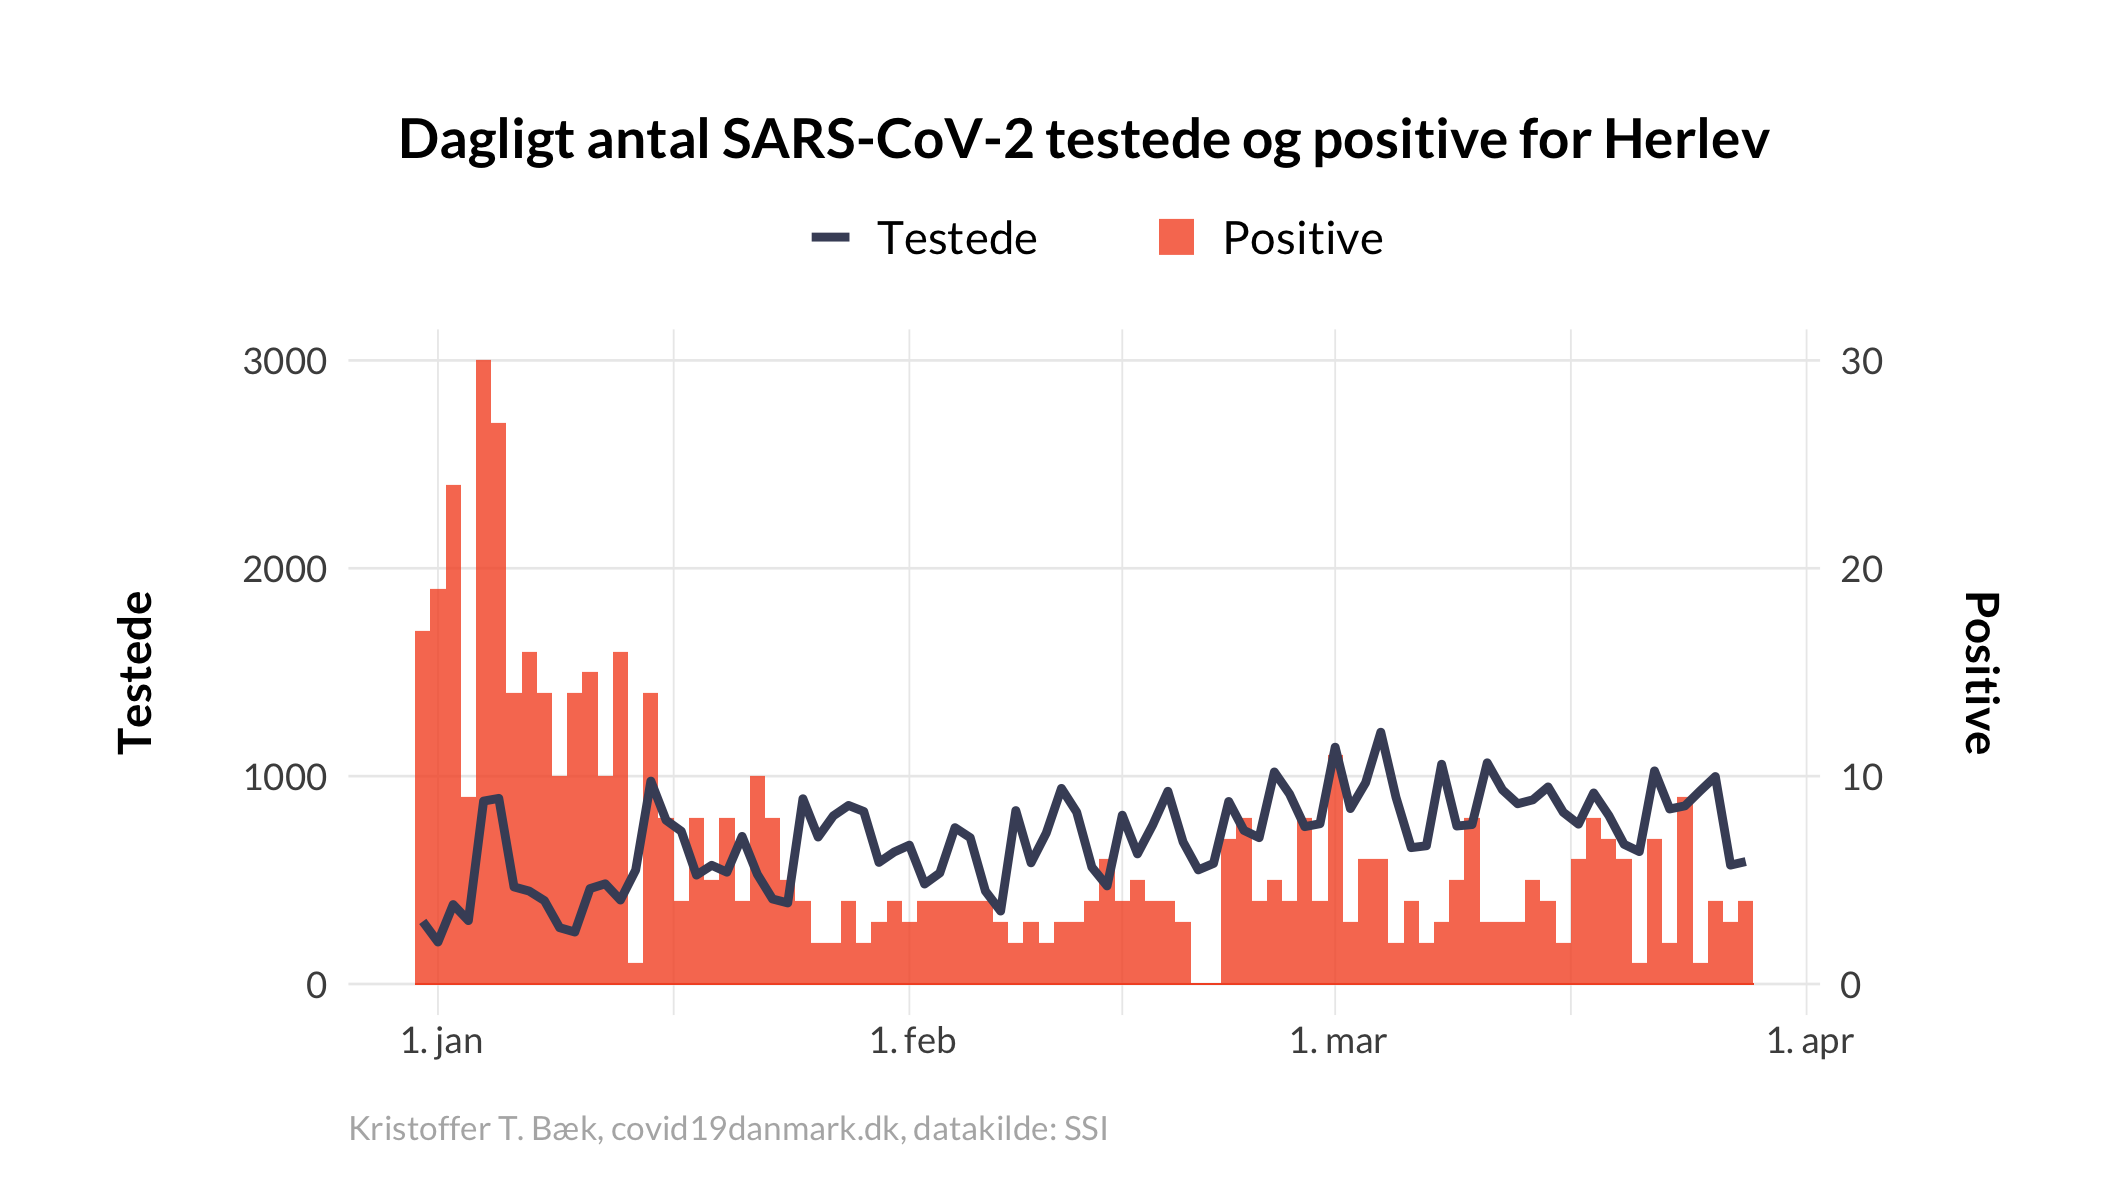 Dagligt antal SARS-CoV-2 testede og positive for Herlev
Testede
Positive
3000
2000
1000
0
Testede
30
20
10
0
Positive
1. jan
1. feb
1. mar
1. apr
Kristoffer T. Bæk, covid19danmark.dk, datakilde: SSI